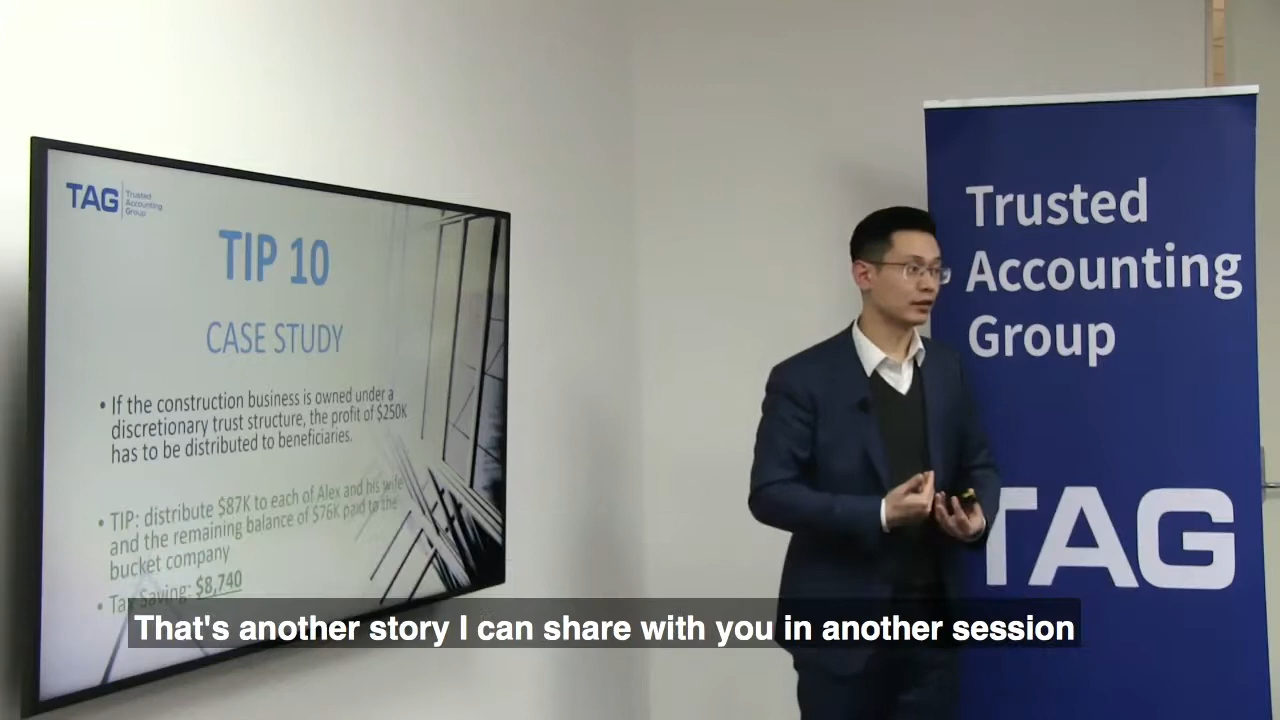 TAG
Trusted
Accounting
Group
TIP 10
CASE STUDY
• If the construction business is owned under a
discretionary trust structure, the profit of $250K
has to be distributed to beneficiaries.
• TIP: distribute $87K to each of Alex and his wife
and the remaining balance of $76K paid to the
bucket company
• Tax Saving: $8,740
Trusted
Accounting
Group
TAG
That's another story I can share with you in another session